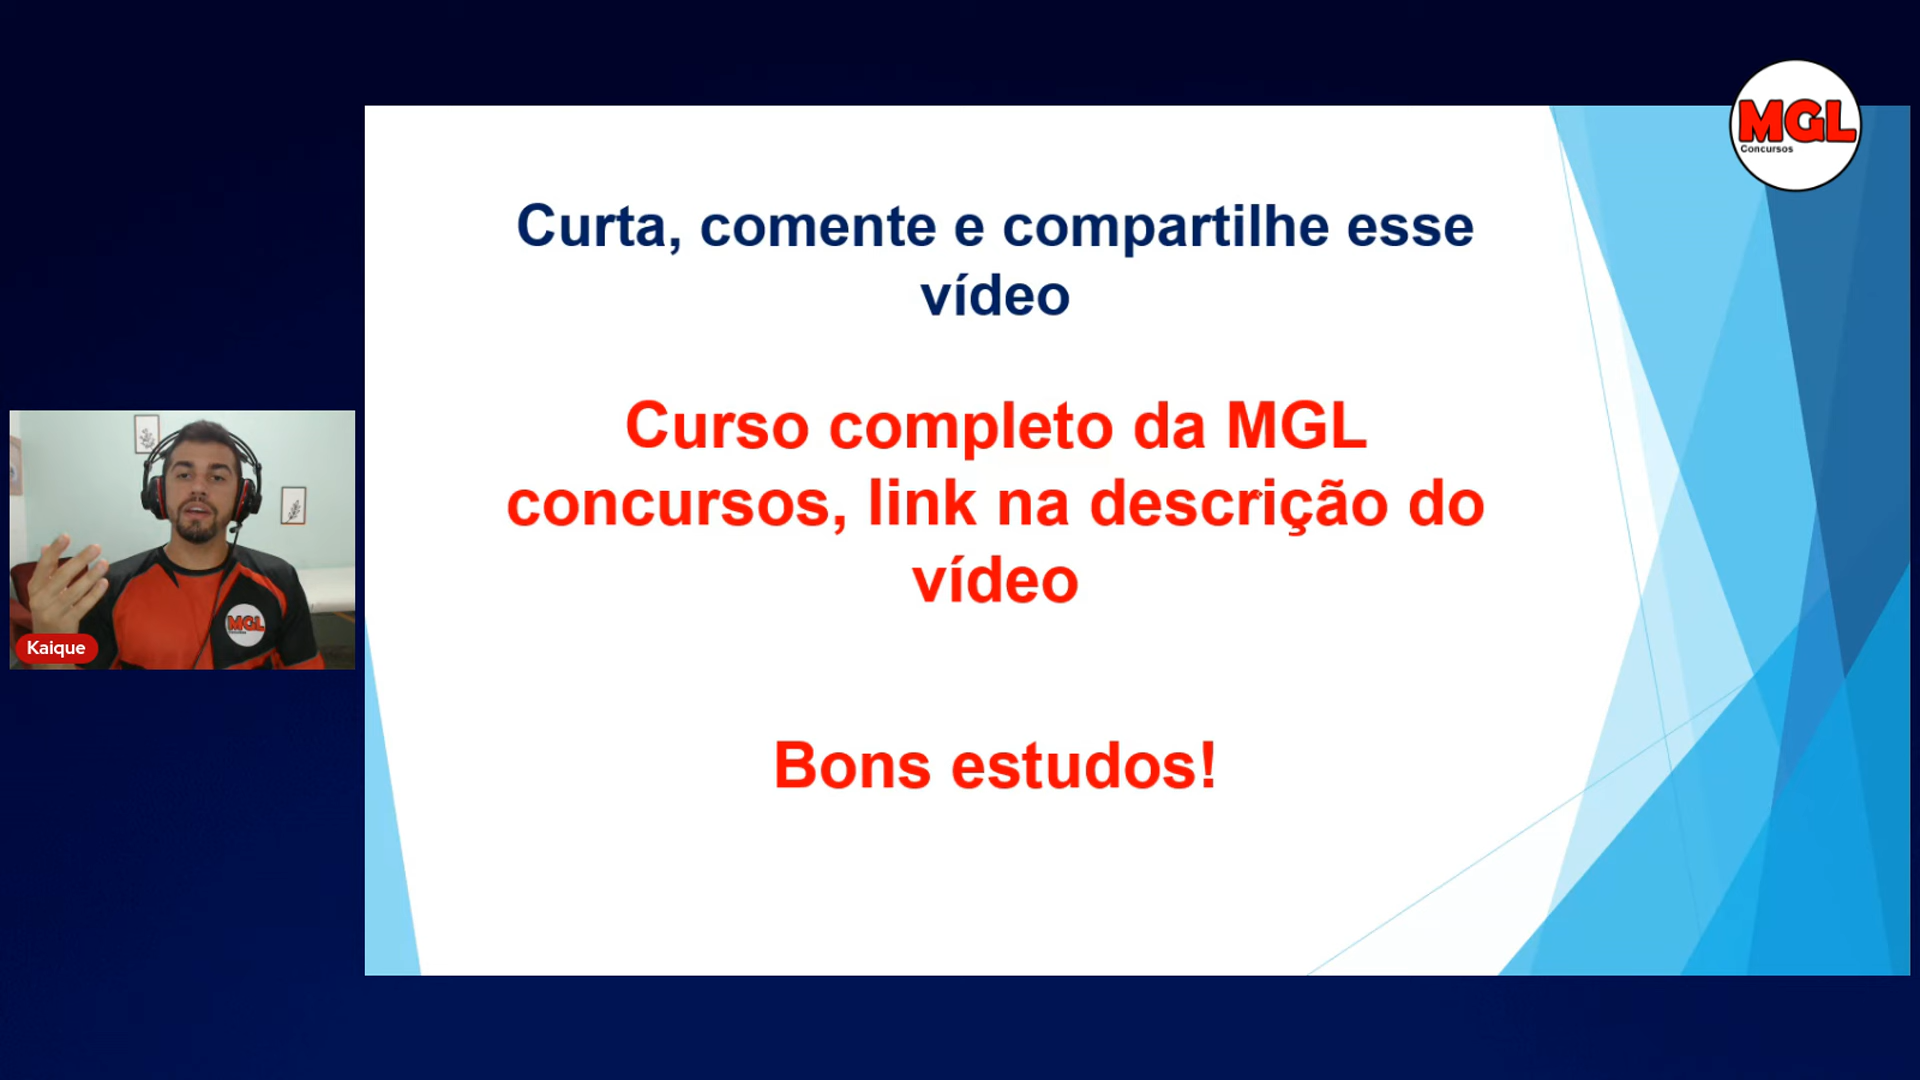 MGL
Concursos
Curta, comente e compartilhe esse
vídeo
Curso completo da MGL
concursos, link na descrição do
vídeo
Bons estudos!
MGL
Kaique